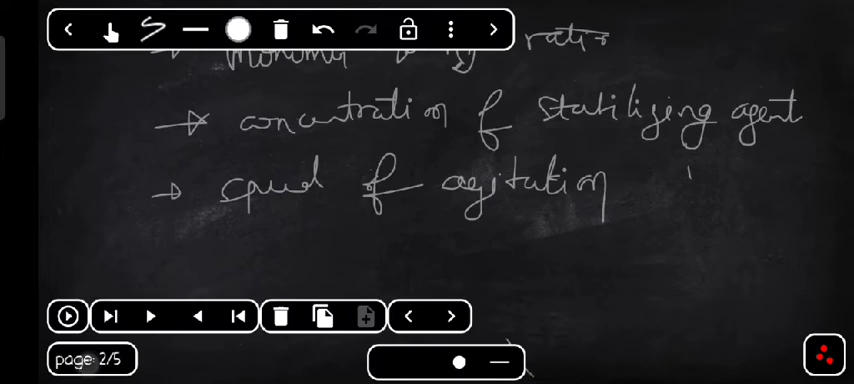 ratio
→ concentration of stabilizing agent
→ speed of agitation
page: 2/5